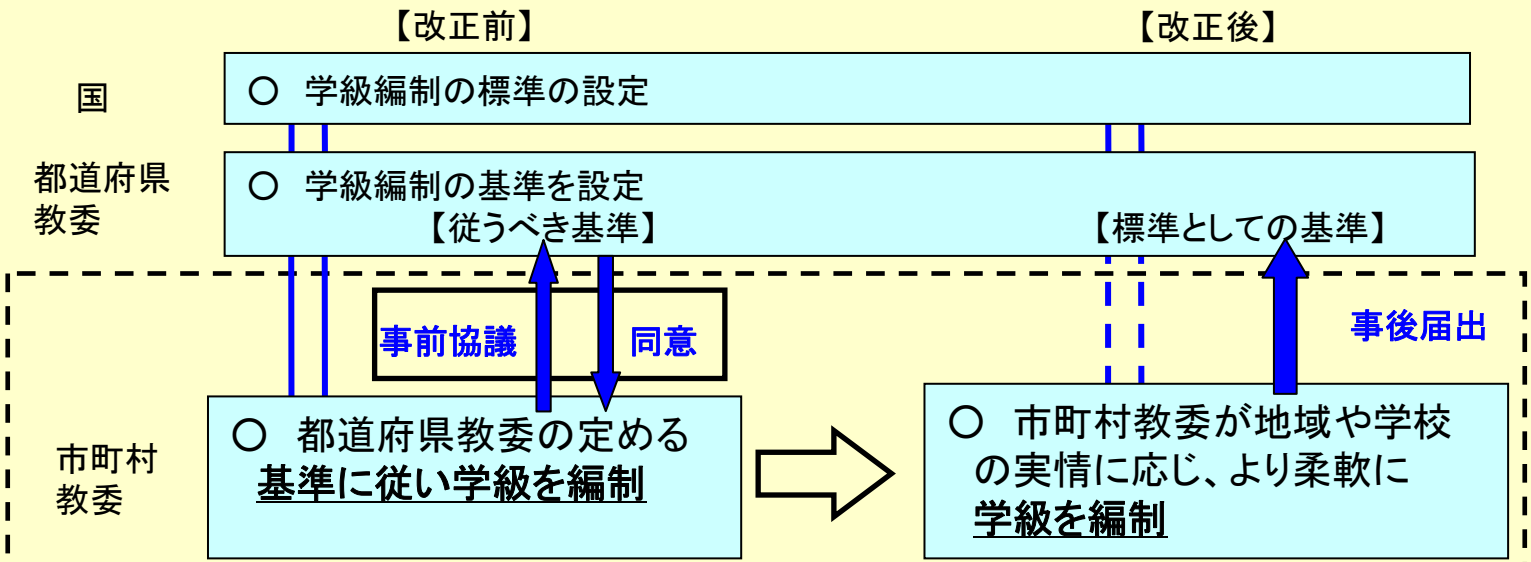 【改正前】
【改正後】
国
○ 学級編制の標準の設定
都道府県
教委
○ 学級編制の基準を設定
【従うべき基準】
【標準としての基準】
事前協議
同意
事後届出
市町村
教委
○ 都道府県教委の定める
基準に従い学級を編制
○ 市町村教委が地域や学校
の実情に応じ、より柔軟に
学級を編制